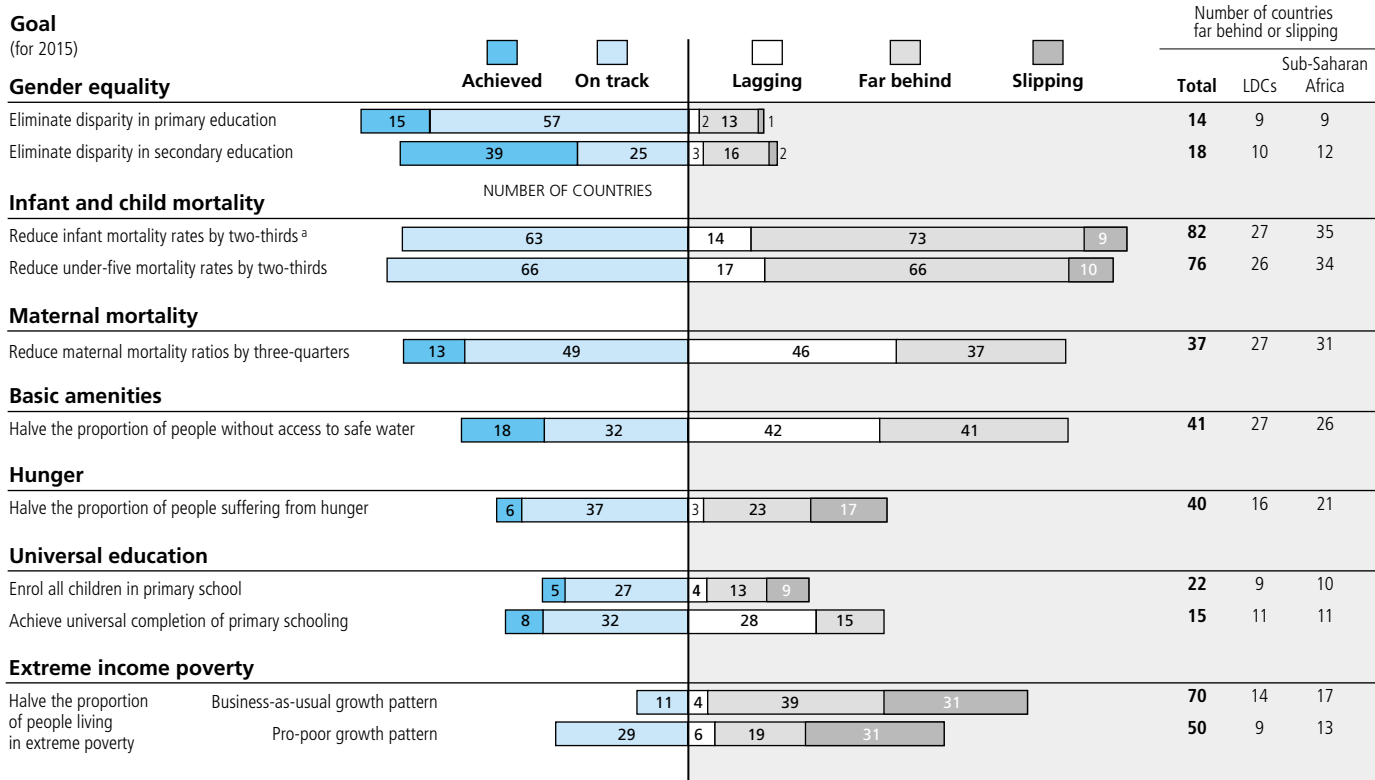 Goal
(for 2015)
Number of countries
far behind or slipping
Achieved On track Lagging Far behind Slipping
Total LDCs Sub-Saharan
Africa
Gender equality
Eliminate disparity in primary education 15 57 2 13 1 14 9 9
Eliminate disparity in secondary education 39 25 3 16 2 18 10 12
NUMBER OF COUNTRIES
Infant and child mortality
Reduce infant mortality rates by two-thirds a 63 14 73 9 82 27 35
Reduce under-five mortality rates by two-thirds 66 17 66 10 76 26 34
Maternal mortality
Reduce maternal mortality ratios by three-quarters 13 49 46 37 37 27 31
Basic amenities
Halve the proportion of people without access to safe water 18 32 42 41 41 27 26
Hunger
Halve the proportion of people suffering from hunger 6 37 3 23 17 40 16 21
Universal education
Enrol all children in primary school 5 27 4 13 9 22 9 10
Achieve universal completion of primary schooling 8 32 28 15 15 11 11
Extreme income poverty
Halve the proportion
of people living
in extreme poverty
Business-as-usual growth pattern 11 4 39 31 70 14 17
Pro-poor growth pattern 29 6 19 31 50 9 13